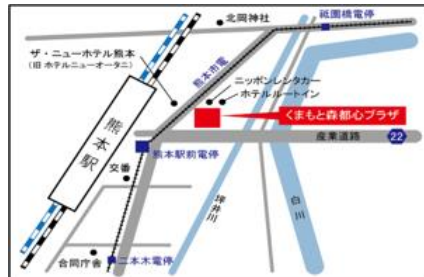 北岡神社
祗園橋電停
ザ・ニューホテル熊本
(旧 ホテルニューオータニ)
熊本市電
ニッポンレンタカー
ホテルルートイン
くまもと森都心プラザ
熊本駅
産業道路
22
熊本駅前電停
交番
坪井川
白川
合同庁舎
二本木電停